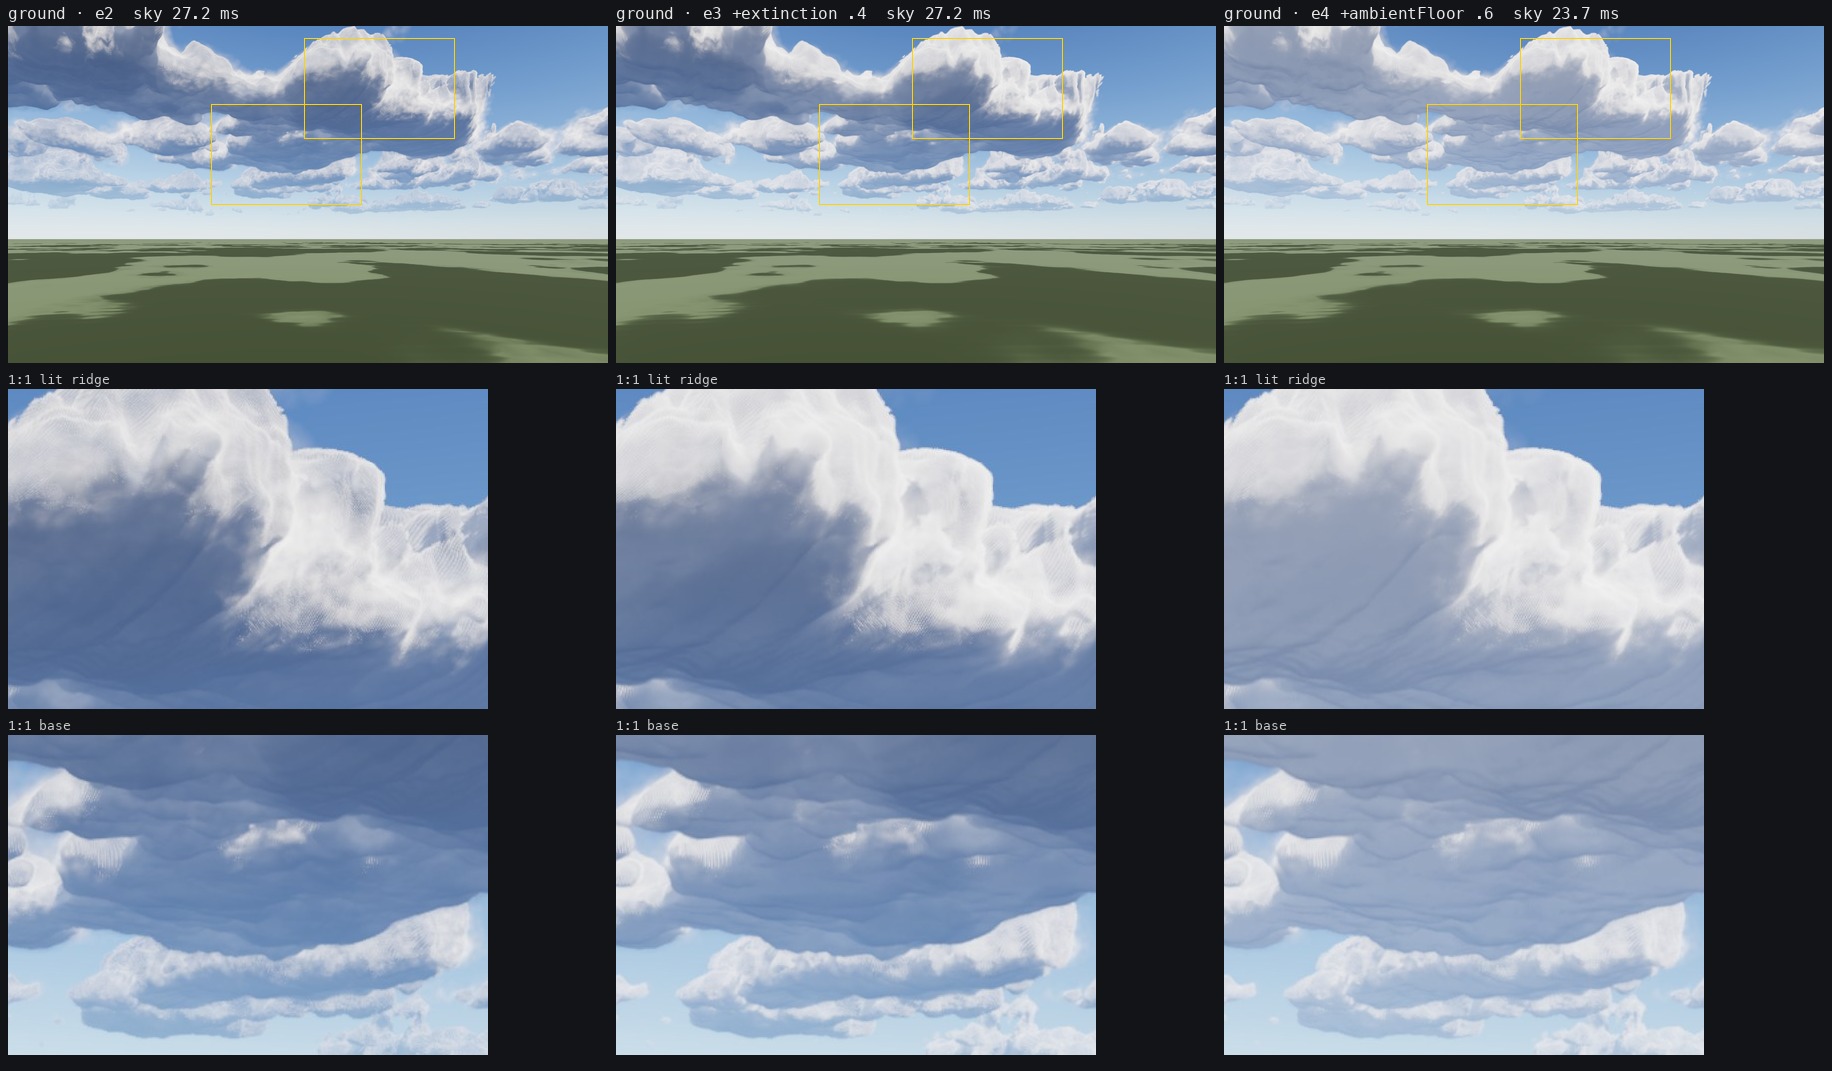 ground · e2  sky 27.2 ms
ground · e3 +extinction .4  sky 27.2 ms
ground · e4 +ambientFloor .6  sky 23.7 ms
1:1 lit ridge
1:1 lit ridge
1:1 lit ridge
1:1 base
1:1 base
1:1 base